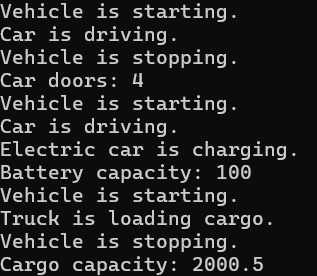 Vehicle is starting.
Car is driving.
Vehicle is stopping.
Car doors: 4
Vehicle is starting.
Car is driving.
Electric car is charging.
Battery capacity: 100
Vehicle is starting.
Truck is loading cargo.
Vehicle is stopping.
Cargo capacity: 2000.5